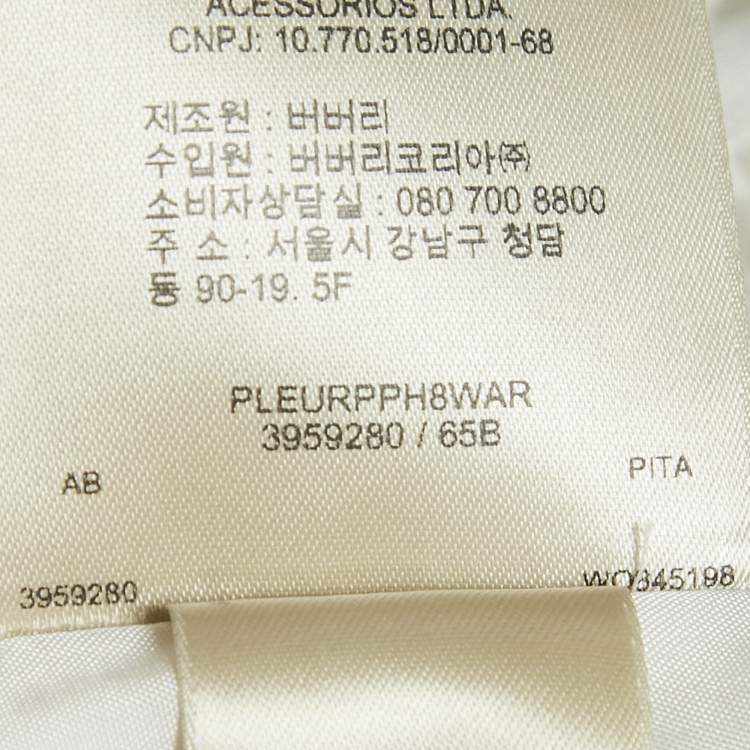 ACESSÓRIOS LTDA.
CNPJ: 10.770.518/0001-68
제조원 : 버버리
수입원 : 버버리코리아(주)
소비자상담실 : 080 700 8800
주 소 : 서울시 강남구 청담
동 90-19. 5F
PLEURPPH8WAR
3959280 / 65B
AB
PITA
3959280
WO345198